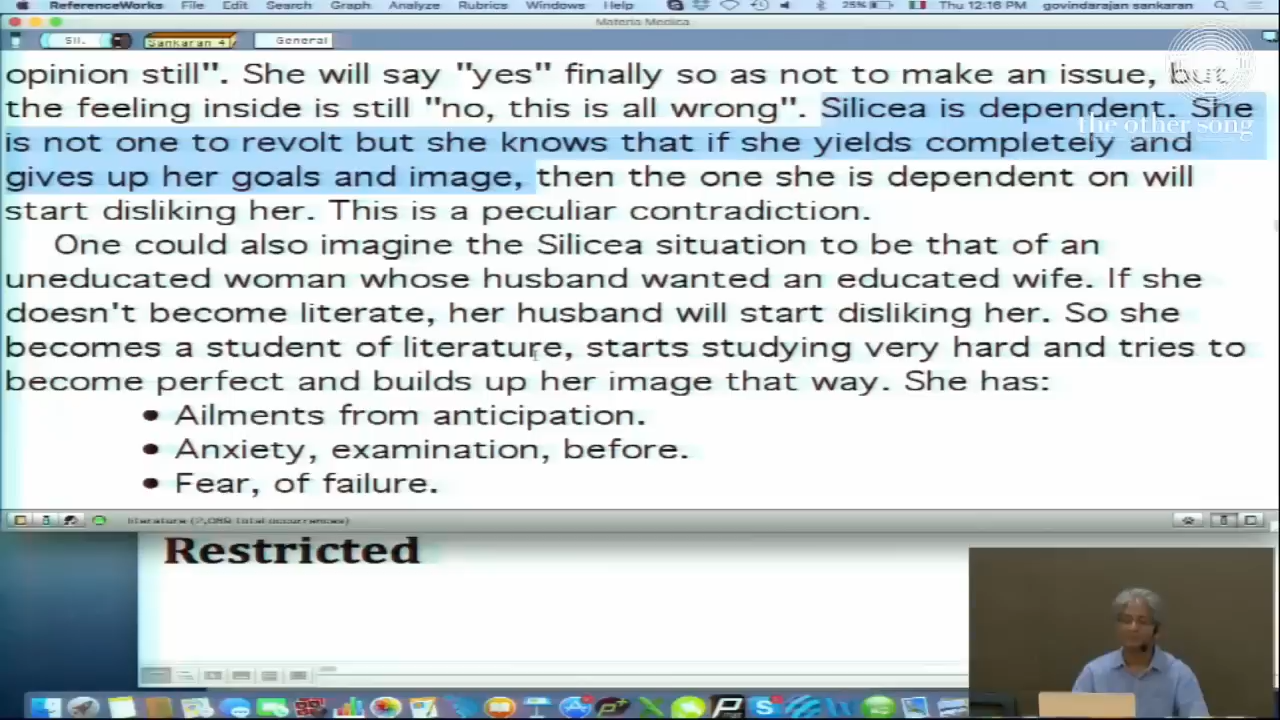 ReferenceWorks File Edit Search Graph Analyze Rubrics Windows Help 25% Thu 12:16 PM govindarajan sankaran
Materia Medica
Sil. Sankaran 4 General
opinion still". She will say "yes" finally so as not to make an issue, but
the feeling inside is still "no, this is all wrong". Silicea is dependent. She
the other song
is not one to revolt but she knows that if she yields completely and
gives up her goals and image, then the one she is dependent on will
start disliking her. This is a peculiar contradiction.
One could also imagine the Silicea situation to be that of an
uneducated woman whose husband wanted an educated wife. If she
doesn't become literate, her husband will start disliking her. So she
becomes a student of literature, starts studying very hard and tries to
become perfect and builds up her image that way. She has:
• Ailments from anticipation.
• Anxiety, examination, before.
• Fear, of failure.
literature (2,086 total occurrences)
Restricted